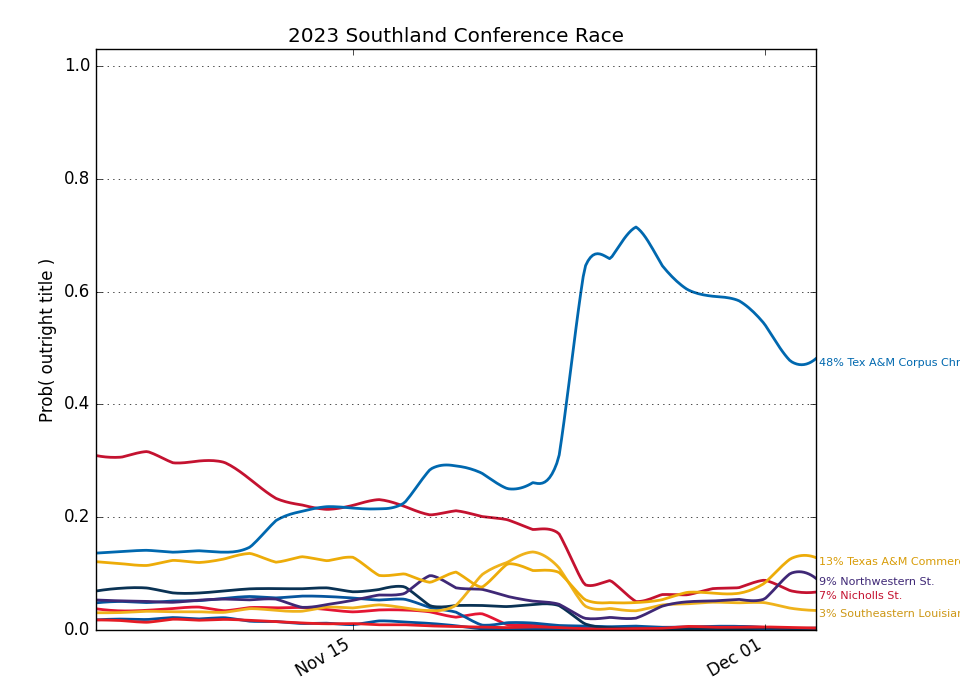 2023 Southland Conference Race
Prob( outright title )
1.0
0.8
0.6
0.4
0.2
0.0
Nov 15
Dec 01
48% Tex A&M Corpus Chr
13% Texas A&M Commerc
9% Northwestern St.
7% Nicholls St.
3% Southeastern Louisian